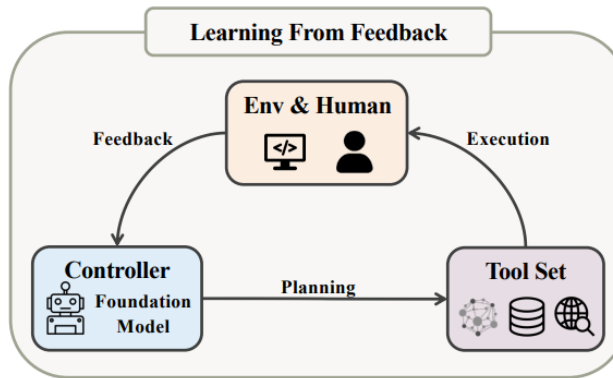 Learning From Feedback
Env & Human
</>
Feedback
Execution
Controller
Foundation
Model
Planning
Tool Set